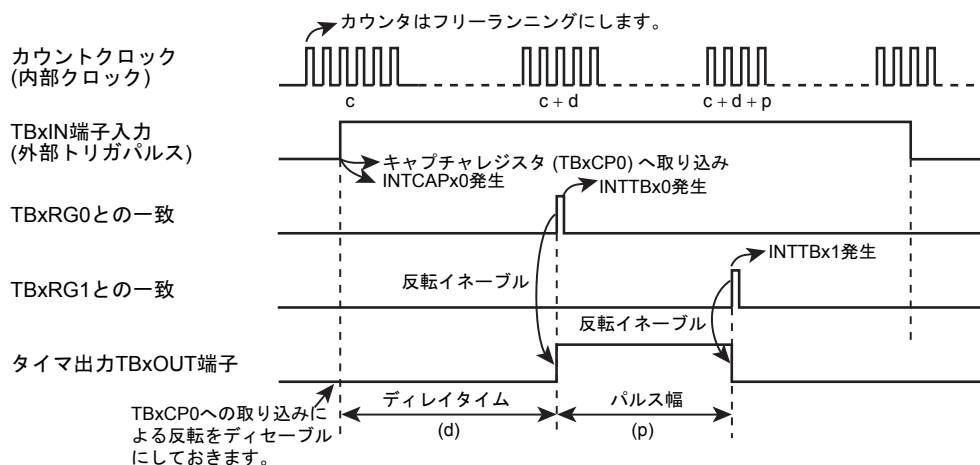 カウンタはフリーランニングにします。
カウントクロック
(内部クロック)
c
c + d
c + d + p
TBxIN端子入力
(外部トリガパルス)
キャプチャレジスタ (TBxCP0) へ取り込み
INTCAPx0発生
INTTBx0発生
TBxRG0との一致
INTTBx1発生
反転イネーブル
TBxRG1との一致
反転イネーブル
タイマ出力TBxOUT端子
TBxCP0への取り込みに
よる反転をディセーブル
にしておきます。
ディレイタイム
(d)
パルス幅
(p)